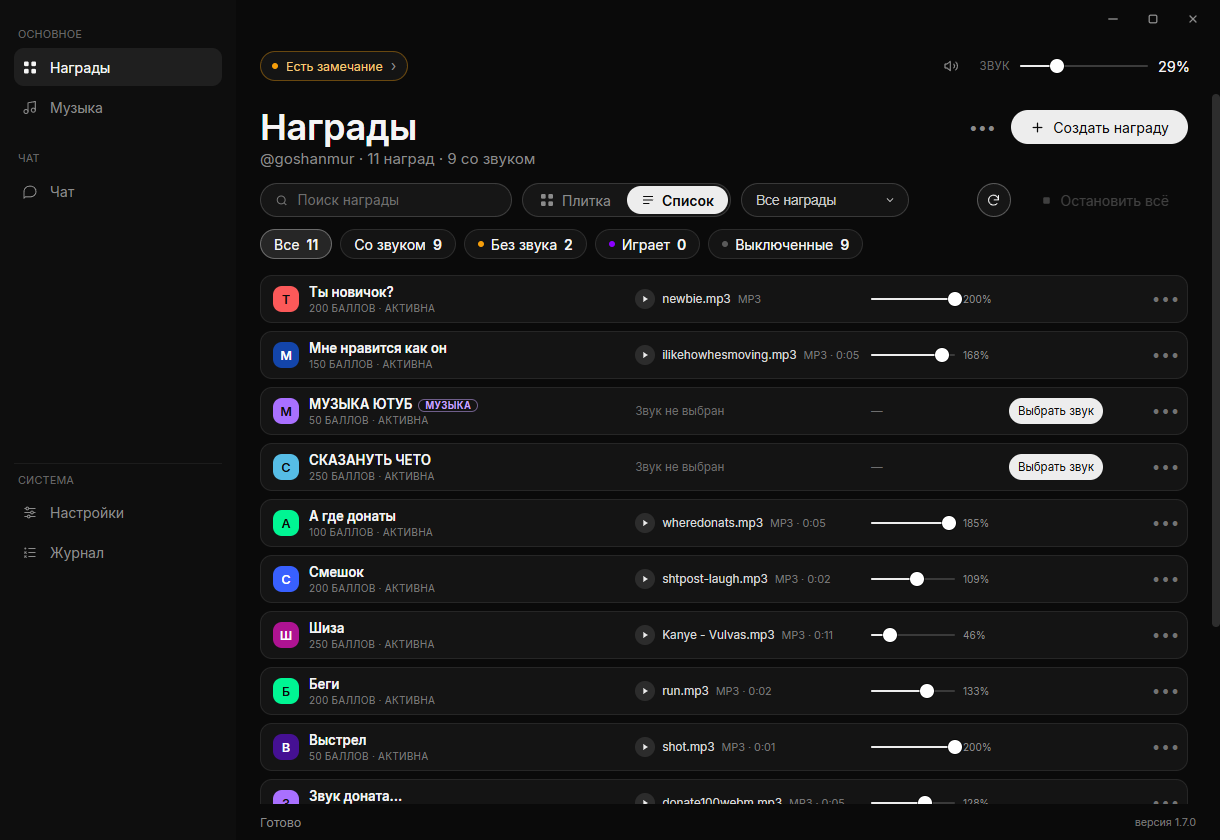 ОСНОВНОЕ
Награды
Музыка
ЧАТ
Чат
СИСТЕМА
Настройки
Журнал
Есть замечание
ЗВУК 29%
Награды
@goshanmur · 11 наград · 9 со звуком
Создать награду
Поиск награды
Плитка
Список
Все награды
Остановить всё
Все 11
Со звуком 9
Без звука 2
Играет 0
Выключенные 9
Т Ты новичок? newbie.mp3 MP3 200%
200 БАЛЛОВ · АКТИВНА
М Мне нравится как он ilikehowhesmoving.mp3 MP3 · 0:05 168%
150 БАЛЛОВ · АКТИВНА
М МУЗЫКА ЮТУБ МУЗЫКА Звук не выбран — Выбрать звук
50 БАЛЛОВ · АКТИВНА
С СКАЗАНУТЬ ЧЕТО Звук не выбран — Выбрать звук
250 БАЛЛОВ · АКТИВНА
А А где донаты wheredonats.mp3 MP3 · 0:05 185%
100 БАЛЛОВ · АКТИВНА
С Смешок shtpost-laugh.mp3 MP3 · 0:02 109%
200 БАЛЛОВ · АКТИВНА
Ш Шиза Kanye - Vulvas.mp3 MP3 · 0:11 46%
250 БАЛЛОВ · АКТИВНА
Б Беги run.mp3 MP3 · 0:02 133%
200 БАЛЛОВ · АКТИВНА
В Выстрел shot.mp3 MP3 · 0:01 200%
50 БАЛЛОВ · АКТИВНА
З Звук доната... donate100webm.mp3 MP3 · 0:05 128%
Готово
версия 1.7.0